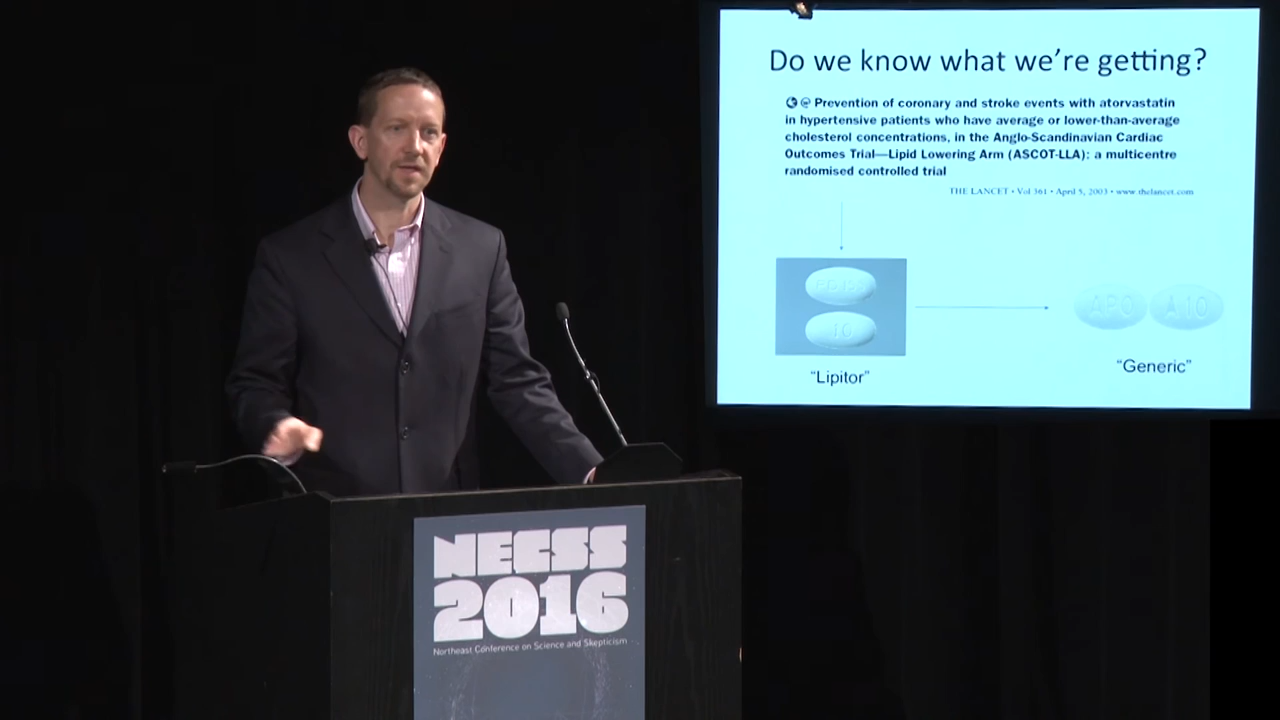 Do we know what we're getting?
Prevention of coronary and stroke events with atorvastatin
in hypertensive patients who have average or lower-than-average
cholesterol concentrations, in the Anglo-Scandinavian Cardiac
Outcomes Trial—Lipid Lowering Arm (ASCOT-LLA): a multicentre
randomised controlled trial
THE LANCET • Vol 361 • April 5, 2003 • www.thelancet.com
10
APO A10
"Lipitor"
"Generic"
NECSS
2016
Northeast Conference on Science and Skepticism